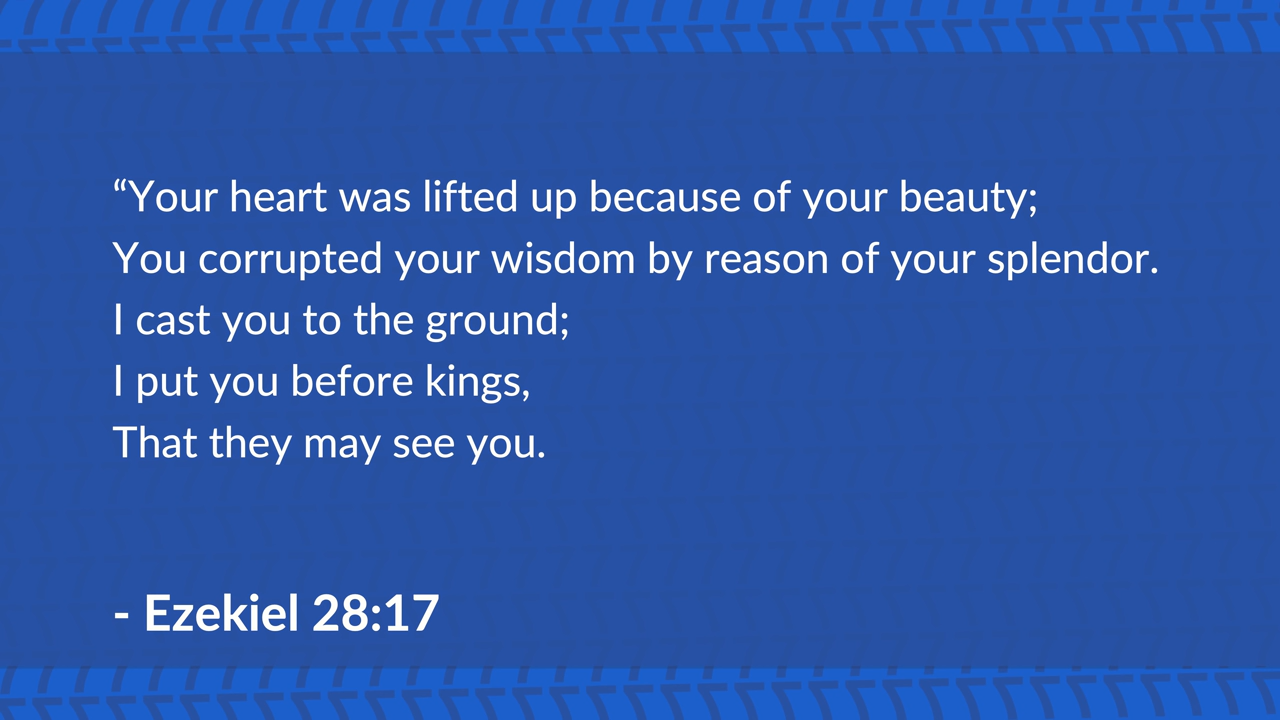 “Your heart was lifted up because of your beauty;
You corrupted your wisdom by reason of your splendor.
I cast you to the ground;
I put you before kings,
That they may see you.
- Ezekiel 28:17